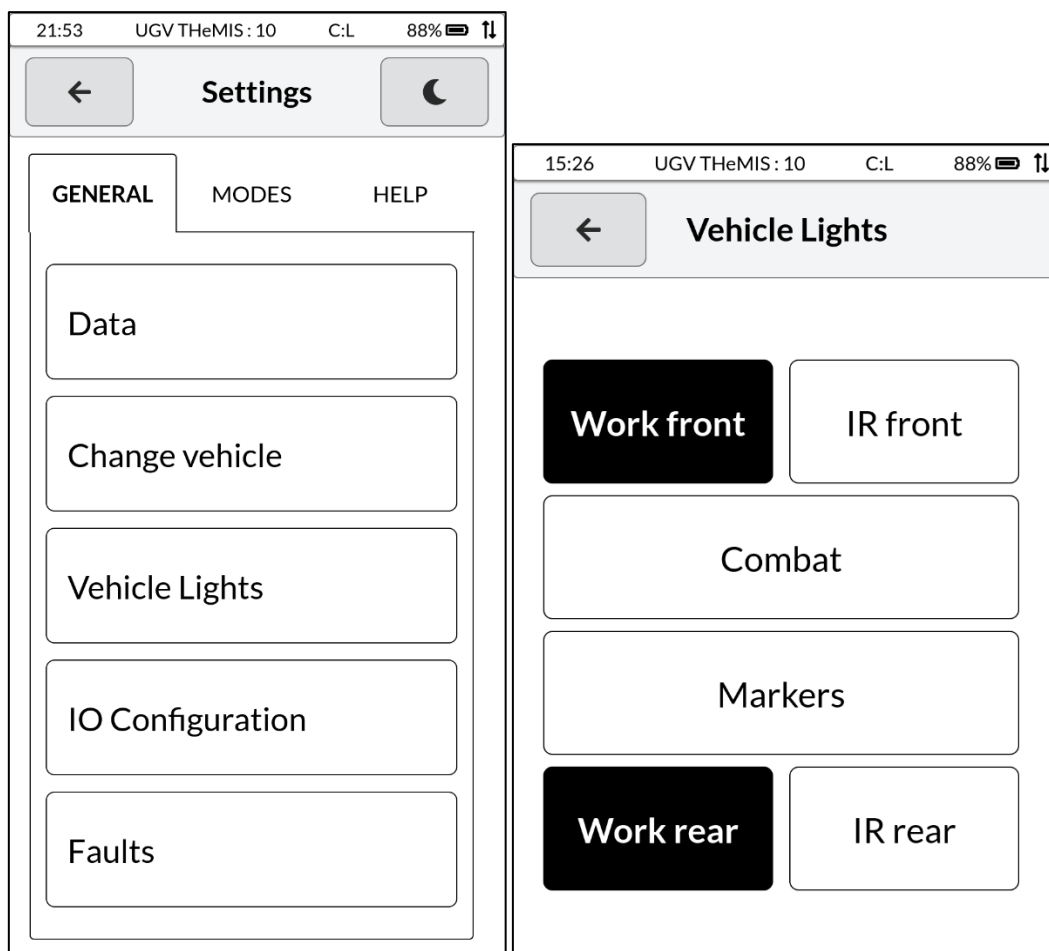 21:53 UGV THeMIS : 10 C:L 88%
Settings
GENERAL MODES HELP
Data
Change vehicle
Vehicle Lights
IO Configuration
Faults
15:26 UGV THeMIS : 10 C:L 88%
Vehicle Lights
Work front IR front
Combat
Markers
Work rear IR rear